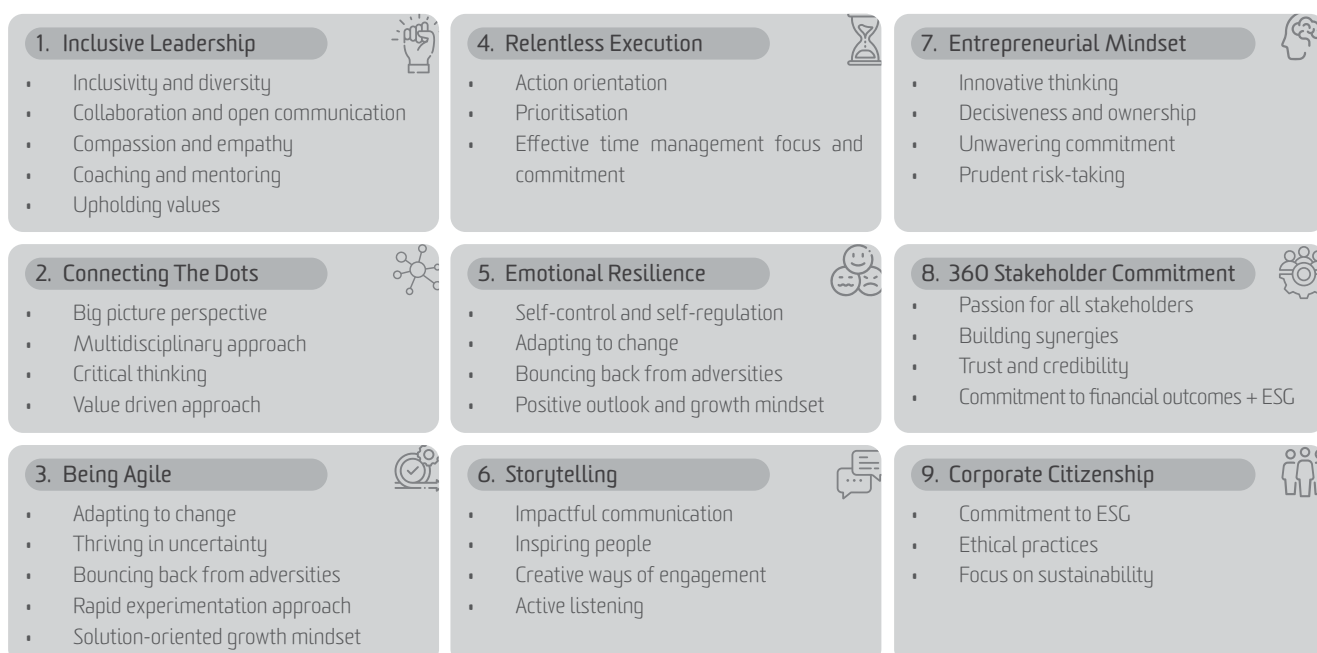 1. Inclusive Leadership
▪ Inclusivity and diversity
▪ Collaboration and open communication
▪ Compassion and empathy
▪ Coaching and mentoring
▪ Upholding values
2. Connecting The Dots
▪ Big picture perspective
▪ Multidisciplinary approach
▪ Critical thinking
▪ Value driven approach
3. Being Agile
▪ Adapting to change
▪ Thriving in uncertainty
▪ Bouncing back from adversities
▪ Rapid experimentation approach
▪ Solution-oriented growth mindset
4. Relentless Execution
▪ Action orientation
▪ Prioritisation
▪ Effective time management focus and
commitment
5. Emotional Resilience
▪ Self-control and self-regulation
▪ Adapting to change
▪ Bouncing back from adversities
▪ Positive outlook and growth mindset
6. Storytelling
▪ Impactful communication
▪ Inspiring people
▪ Creative ways of engagement
▪ Active listening
7. Entrepreneurial Mindset
▪ Innovative thinking
▪ Decisiveness and ownership
▪ Unwavering commitment
▪ Prudent risk-taking
8. 360 Stakeholder Commitment
▪ Passion for all stakeholders
▪ Building synergies
▪ Trust and credibility
▪ Commitment to financial outcomes + ESG
9. Corporate Citizenship
▪ Commitment to ESG
▪ Ethical practices
▪ Focus on sustainability